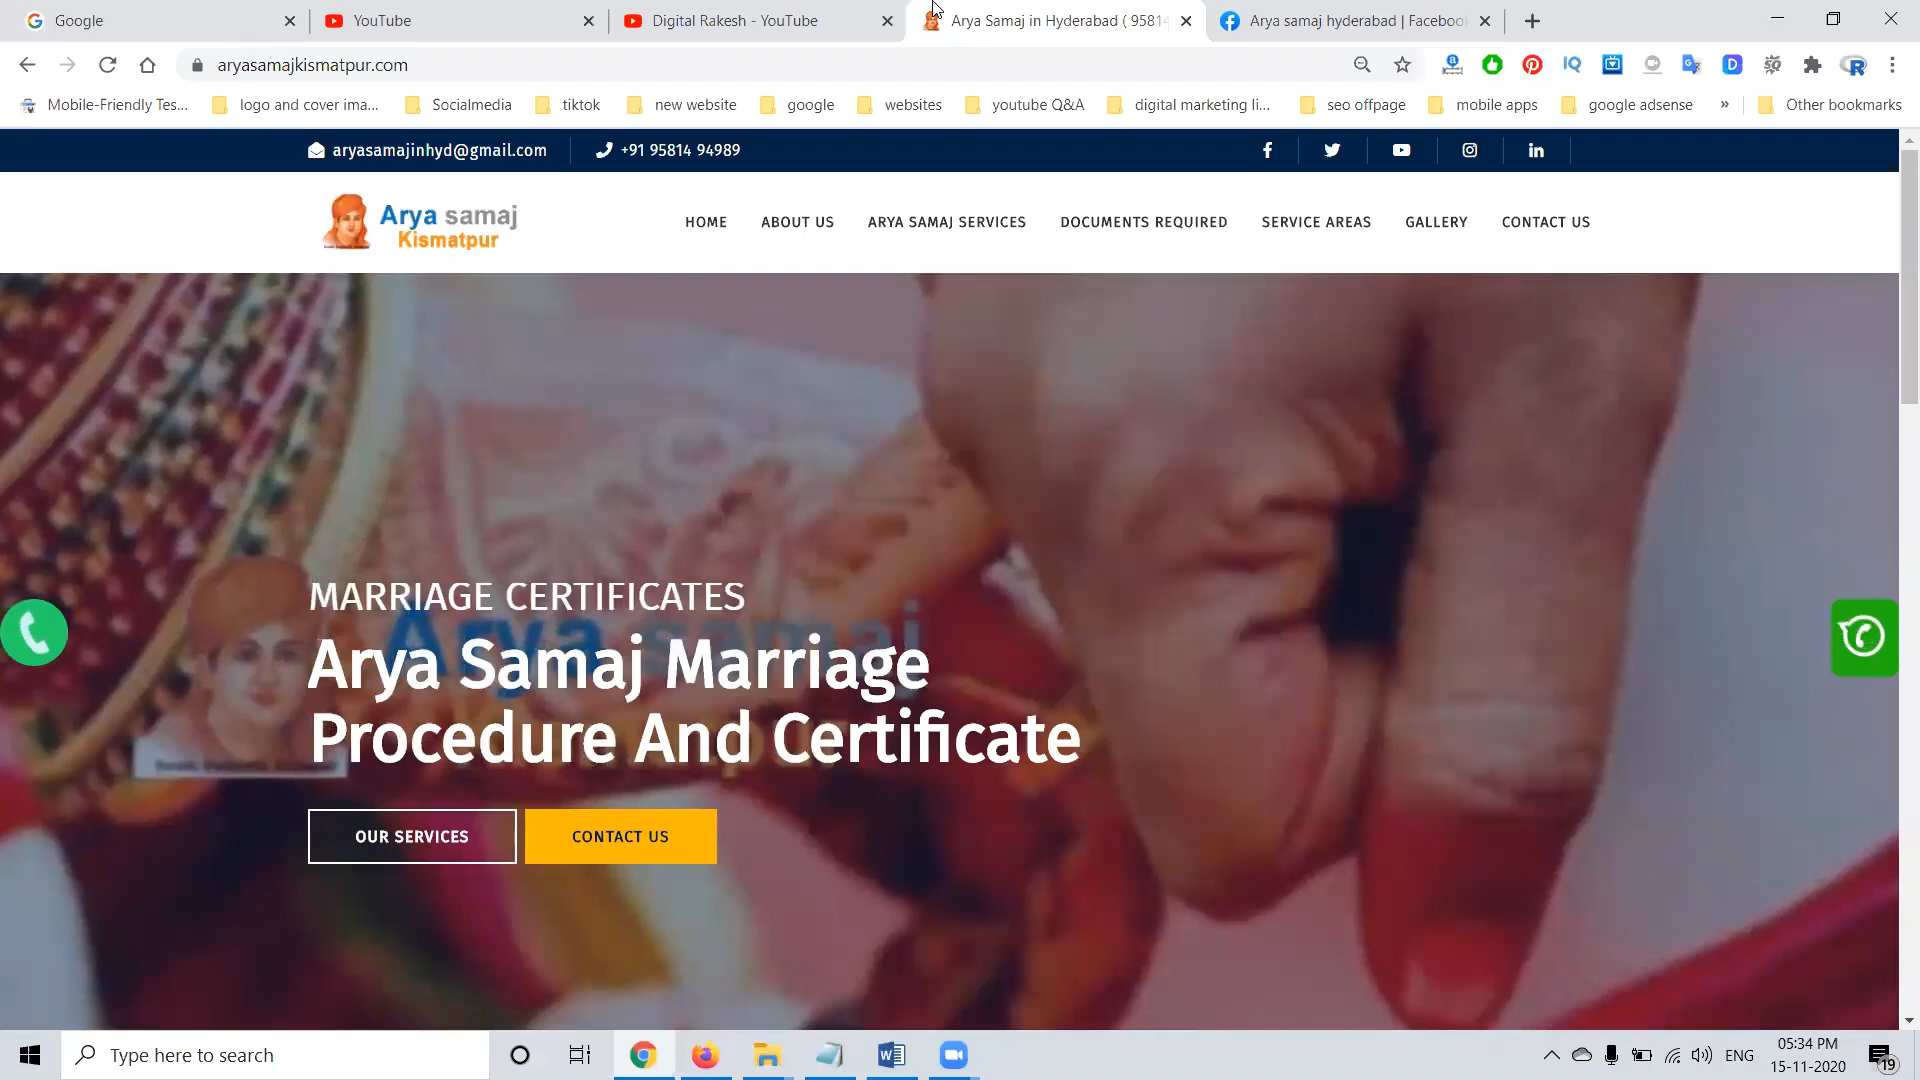 Google
YouTube
Digital Rakesh - YouTube
Arya Samaj in Hyderabad ( 9581
Arya samaj hyderabad | Facebook
aryasamajkismatpur.com
Mobile-Friendly Tes...
logo and cover ima...
Socialmedia
tiktok
new website
google
websites
youtube Q&A
digital marketing li...
seo offpage
mobile apps
google adsense
»
Other bookmarks
aryasamajinhyd@gmail.com
+91 95814 94989
Arya samaj
Kismatpur
HOME
ABOUT US
ARYA SAMAJ SERVICES
DOCUMENTS REQUIRED
SERVICE AREAS
GALLERY
CONTACT US
MARRIAGE CERTIFICATES
Arya Samaj Marriage
Procedure And Certificate
OUR SERVICES
CONTACT US
Type here to search
ENG
05:34 PM
15-11-2020
19